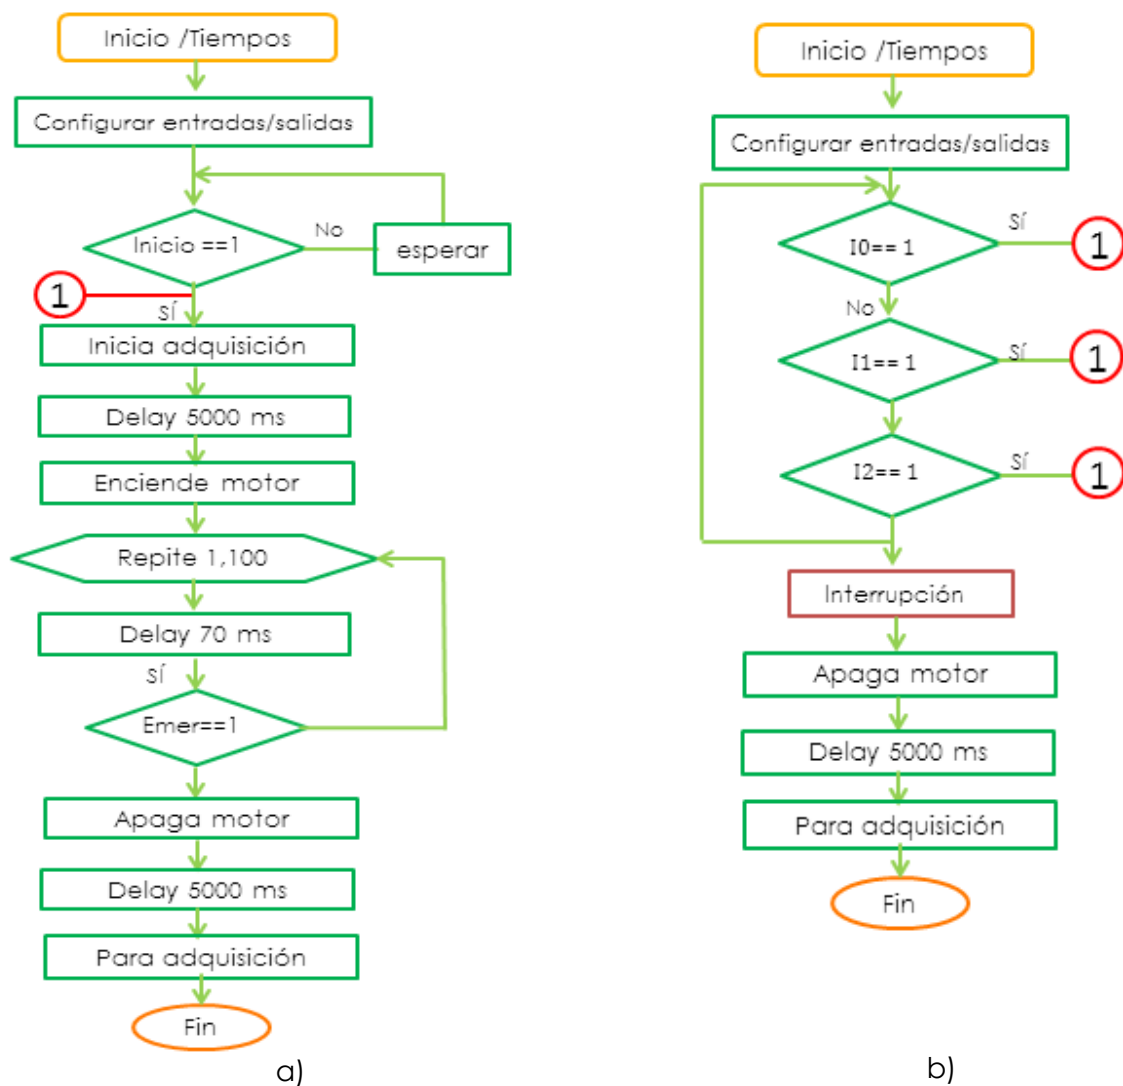 Inicio /Tiempos
Configurar entradas/salidas
Inicio ==1
No
esperar
1
Sí
Inicia adquisición
Delay 5000 ms
Enciende motor
Repite 1,100
Delay 70 ms
Sí
Emer==1
Apaga motor
Delay 5000 ms
Para adquisición
Fin
a)
Inicio /Tiempos
Configurar entradas/salidas
I0== 1
Sí
1
No
I1== 1
Sí
1
I2== 1
Sí
1
Interrupción
Apaga motor
Delay 5000 ms
Para adquisición
Fin
b)